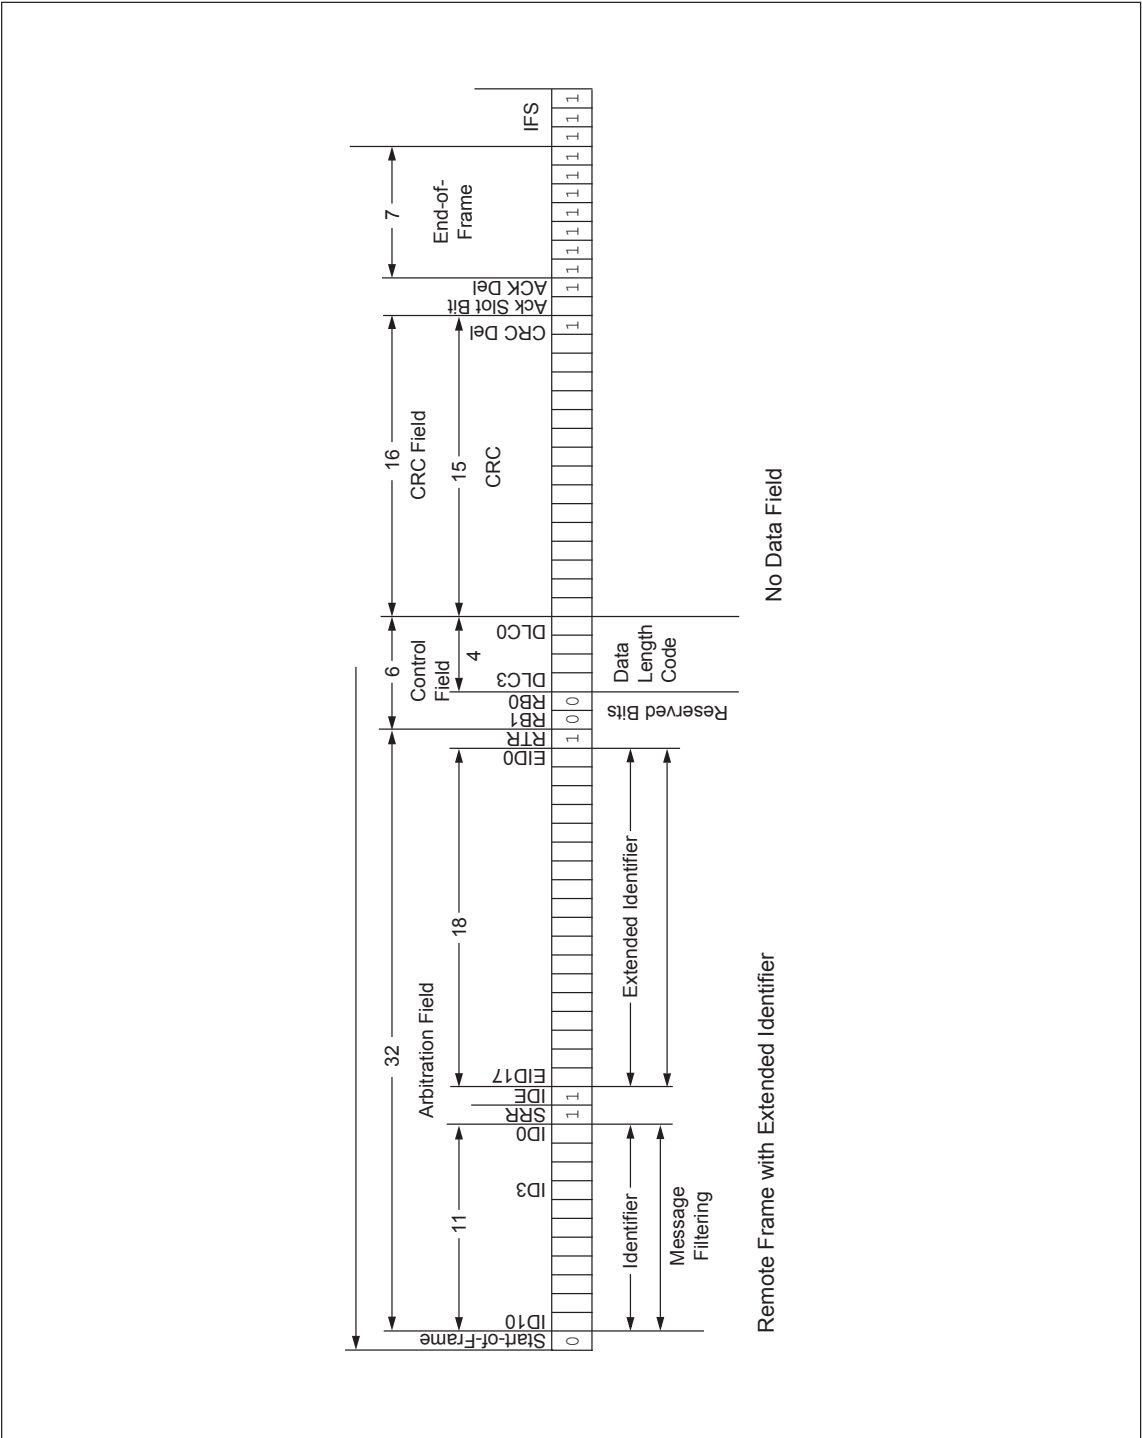 Remote Frame with Extended Identifier
No Data Field
32
Arbitration Field
11
18
6
Control
Field
4
16
CRC Field
15
CRC
7
End-of-
Frame
IFS
Start-of-Frame
ID10
ID3
ID0
SRR
IDE
EID17
EID0
RTR
RB1
RB0
DLC3
DLC0
CRC Del
Ack Slot Bit
ACK Del
0
1
1
1
0
0
1
1
1
1
1
1
1
1
1
1
1
1
Identifier
Message
Filtering
Extended Identifier
Reserved Bits
Data
Length
Code